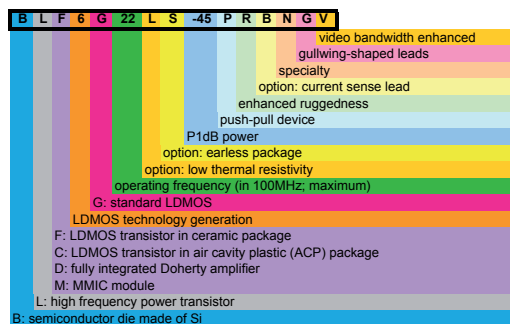 B L F 6 G 22 L S -45 P R B N G V
video bandwidth enhanced
gullwing-shaped leads
specialty
option: current sense lead
enhanced ruggedness
push-pull device
P1dB power
option: earless package
option: low thermal resistivity
operating frequency (in 100MHz; maximum)
G: standard LDMOS
LDMOS technology generation
F: LDMOS transistor in ceramic package
C: LDMOS transistor in air cavity plastic (ACP) package
D: fully integrated Doherty amplifier
M: MMIC module
L: high frequency power transistor
B: semiconductor die made of Si